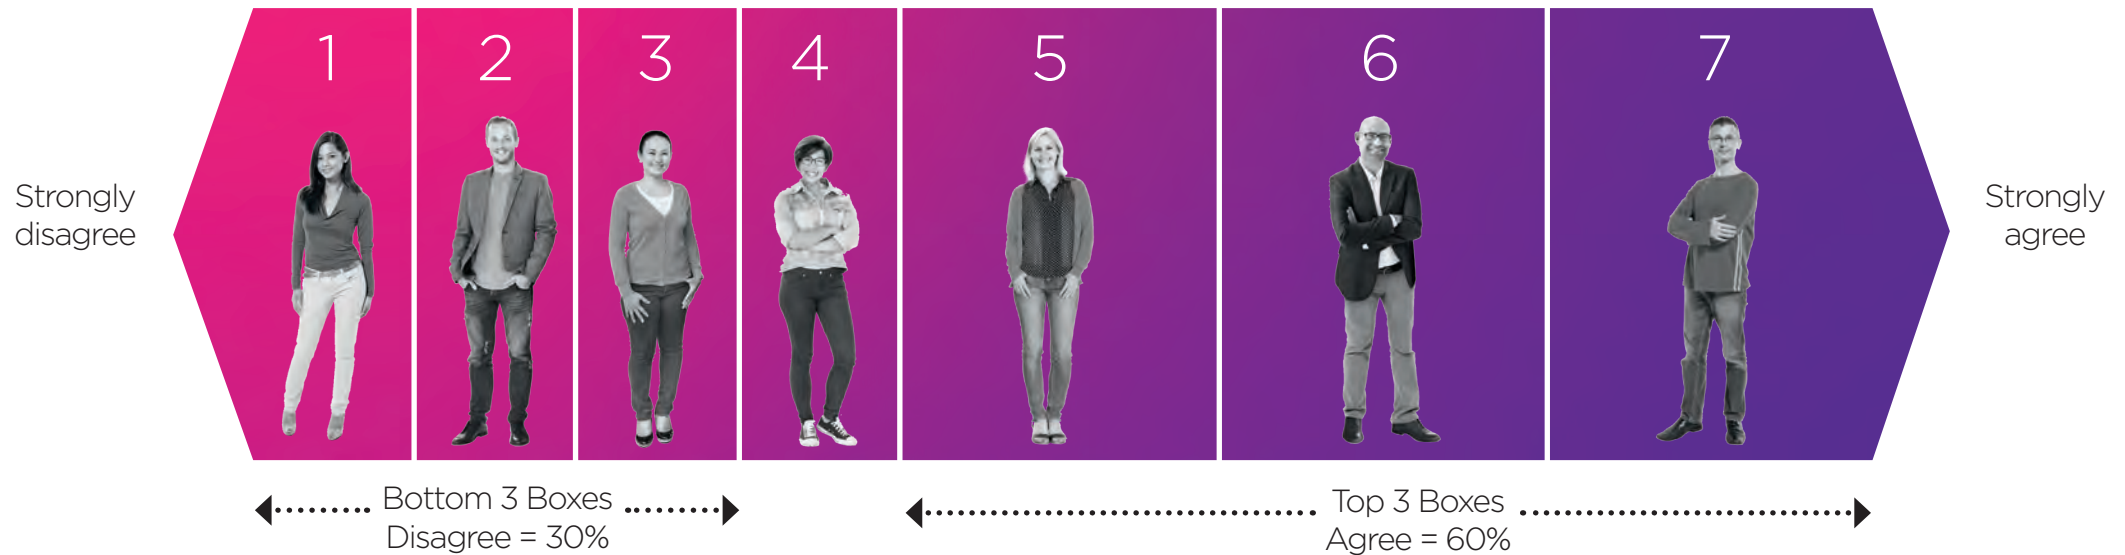 1 2 3 4 5 6 7
Strongly
disagree
Strongly
agree
Bottom 3 Boxes
Disagree = 30%
Top 3 Boxes
Agree = 60%